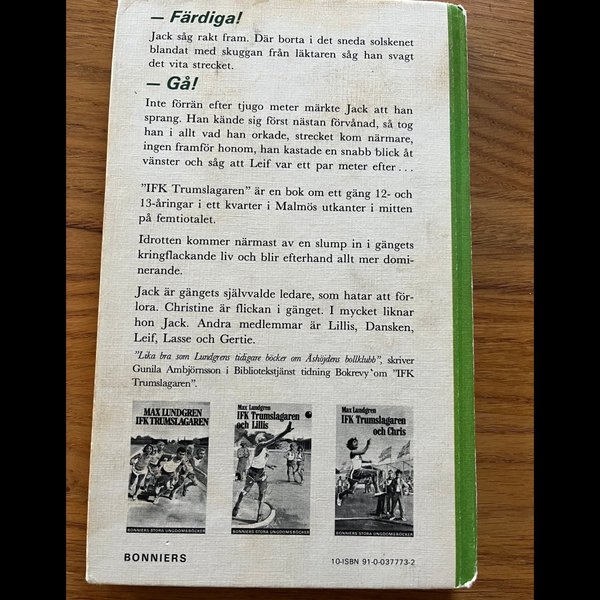 — Färdiga!
Jack såg rakt fram. Där borta i det sneda solskenet
blandat med skuggan från läktaren såg han svagt
det vita strecket.
— Gå!
Inte förrän efter tjugo meter märkte Jack att han
sprang. Han kände sig först nästan förvånad, så tog
han i allt vad han orkade, strecket kom närmare,
ingen framför honom, han kastade en snabb blick åt
vänster och såg att Leif var ett par meter efter . . .
”IFK Trumslagaren” är en bok om ett gäng 12- och
13-åringar i ett kvarter i Malmös utkanter i mitten
på femtiotalet.
Idrotten kommer närmast av en slump in i gängets
kringflackande liv och blir efterhand allt mer domi-
nerande.
Jack är gängets självvalde ledare, som hatar att för-
lora. Christine är flickan i gänget. I mycket liknar
hon Jack. Andra medlemmar är Lillis, Dansken,
Leif, Lasse och Gertie.
”Lika bra som Lundgrens tidigare böcker om Åshöjdens bollklubb”, skriver
Gunila Ambjörnsson i Bibliotekstjänst tidning Bokrevy om ”IFK
Trumslagaren”.
MAX LUNDGREN
IFK TRUMSLAGAREN
BONNIERS STORA UNGDOMSBÖCKER
Max Lundgren
IFK Trumslagaren
och Lillis
BONNIERS STORA UNGDOMSBÖCKER
Max Lundgren
IFK Trumslagaren
och Chris
BONNIERS STORA UNGDOMSBÖCKER
BONNIERS
10-ISBN 91-0-037773-2